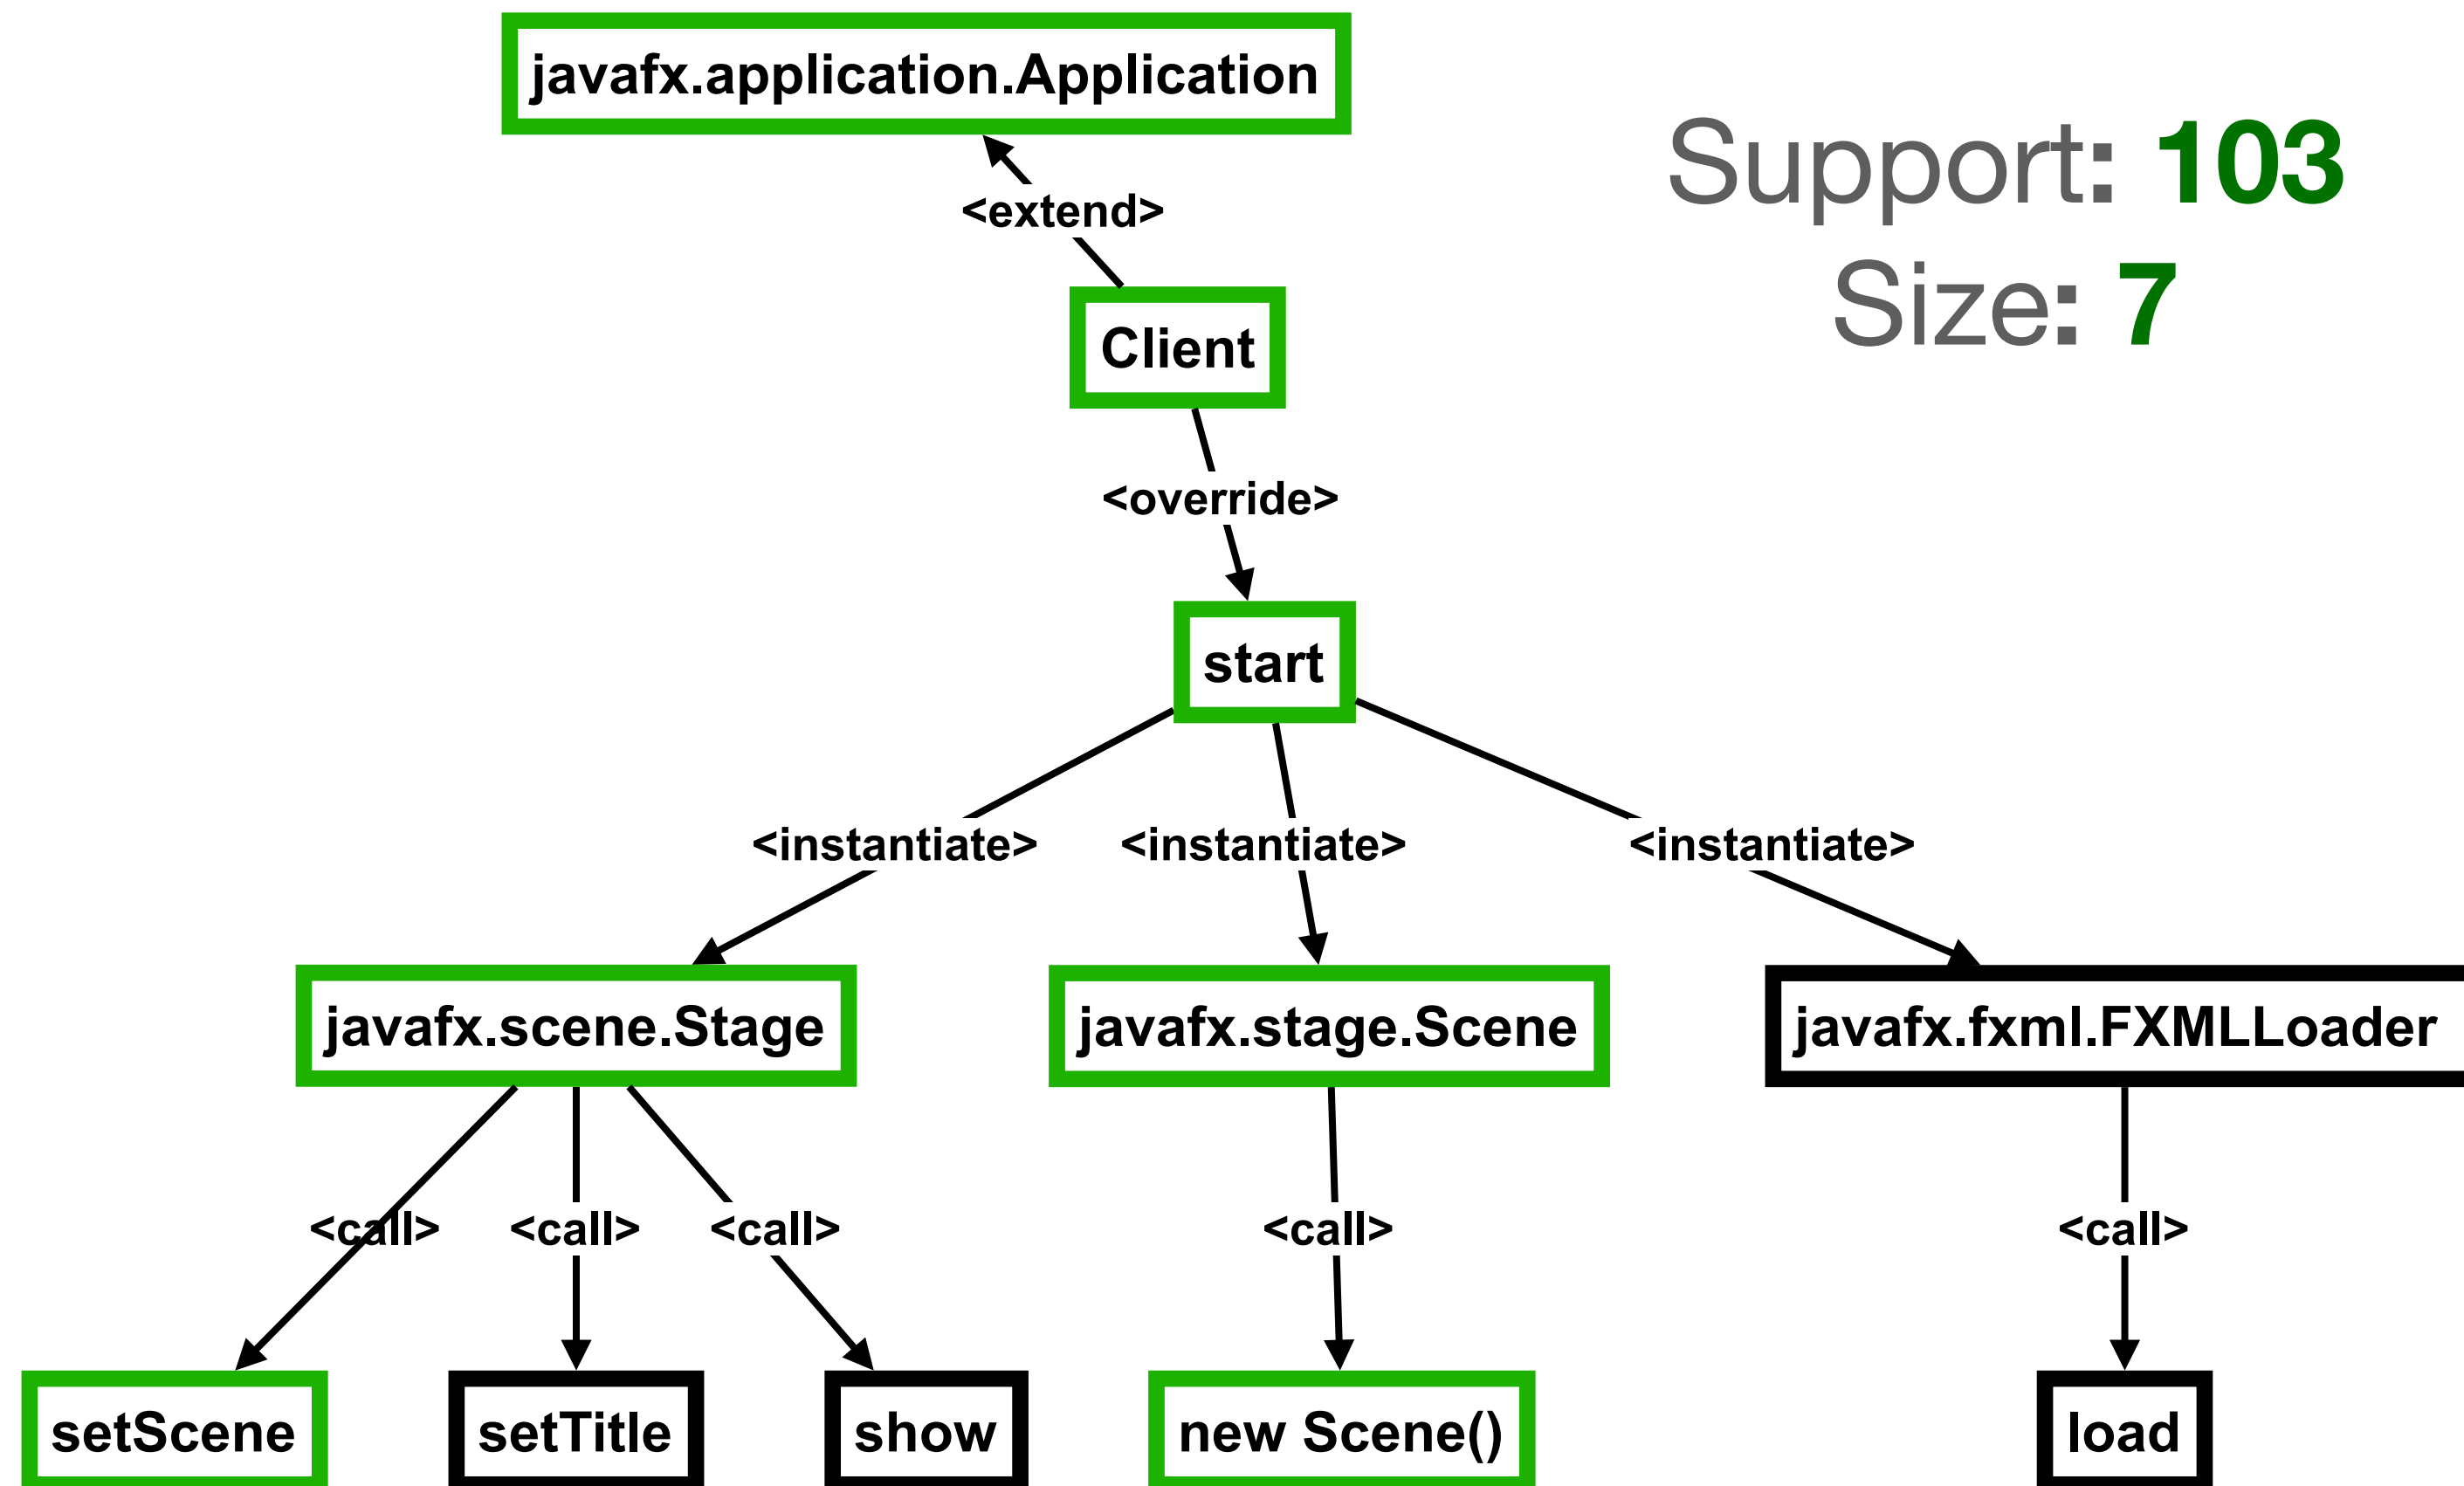 javafx.application.Application
Support: 103
Size: 7
<extend>
Client
<override>
start
<instantiate> <instantiate> <instantiate>
javafx.scene.Stage javafx.stage.Scene javafx.fxml.FXMLLoader
<call> <call> <call> <call> <call>
setScene setTitle show new Scene() load